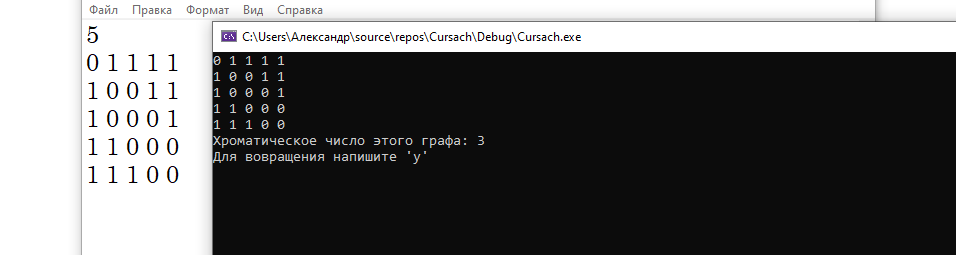 Файл Правка Формат Вид Справка
5
0 1 1 1 1
1 0 0 1 1
1 0 0 0 1
1 1 0 0 0
1 1 1 0 0
C:\Users\Александр\source\repos\Cursach\Debug\Cursach.exe
0 1 1 1 1
1 0 0 1 1
1 0 0 0 1
1 1 0 0 0
1 1 1 0 0
Хроматическое число этого графа: 3
Для вовращения напишите 'y'